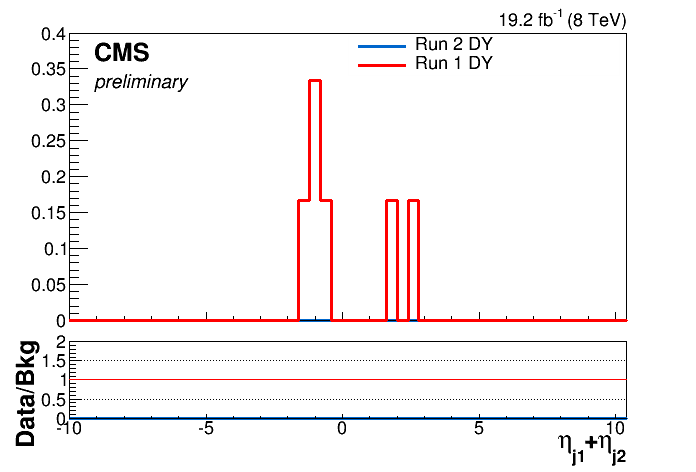 19.2 fb⁻¹ (8 TeV)
CMS
preliminary
Run 2 DY
Run 1 DY
0.4
0.35
0.3
0.25
0.2
0.15
0.1
0.05
0
Data/Bkg
2
1.5
1
0.5
0
-10 -5 0 5 10
η_j1+η_j2